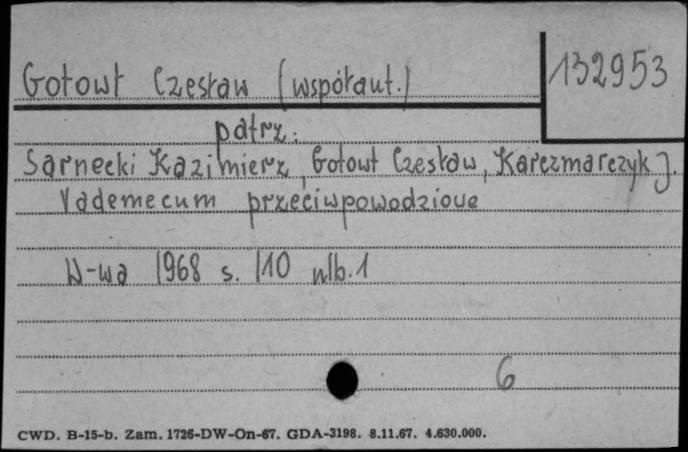 Gotowt Czesław (współaut.)
132953
patrz:
Sarnecki Kazimierz, Gotowt Czesław, Karczmarczyk J.
Vademecum przeciwpowodziowe
W-wa 1968 s. 110 nlb. 1
6
CWD. B-15-b. Zam. 1726-DW-On-67. GDA-3198. 8.11.67. 4.630.000.